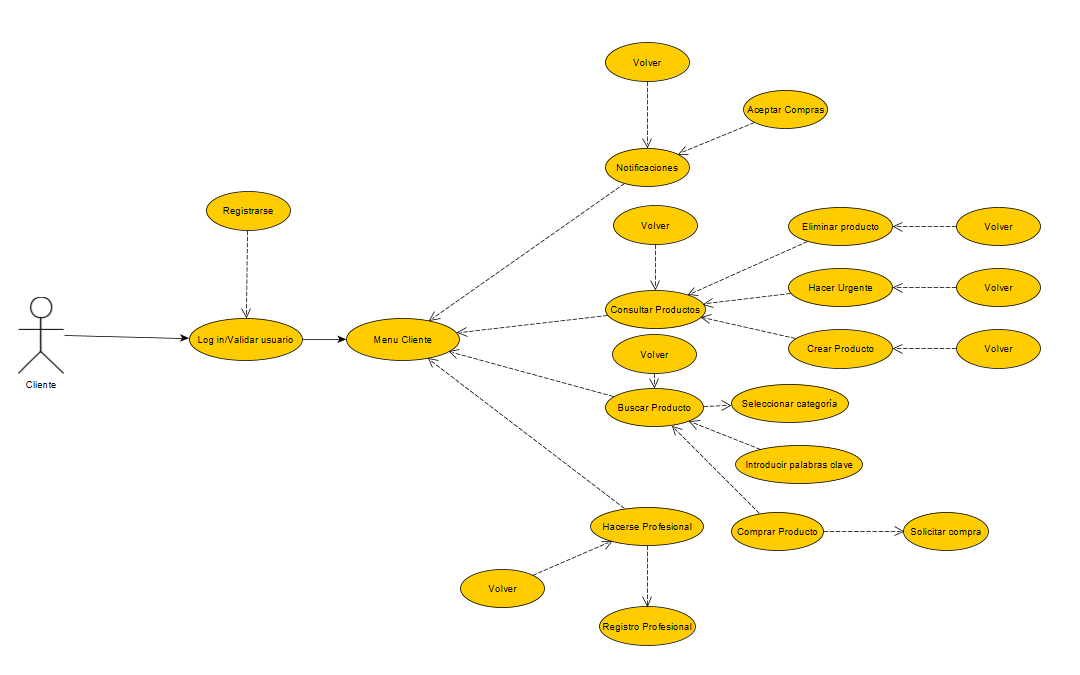 Volver
Aceptar Compras
Notificaciones
Registrarse
Volver
Eliminar producto
Volver
Hacer Urgente
Volver
Consultar Productos
Log in/Validar usuario
Menu Cliente
Crear Producto
Volver
Volver
Cliente
Buscar Producto
Seleccionar categoría
Introducir palabras clave
Hacerse Profesional
Comprar Producto
Solicitar compra
Volver
Registro Profesional